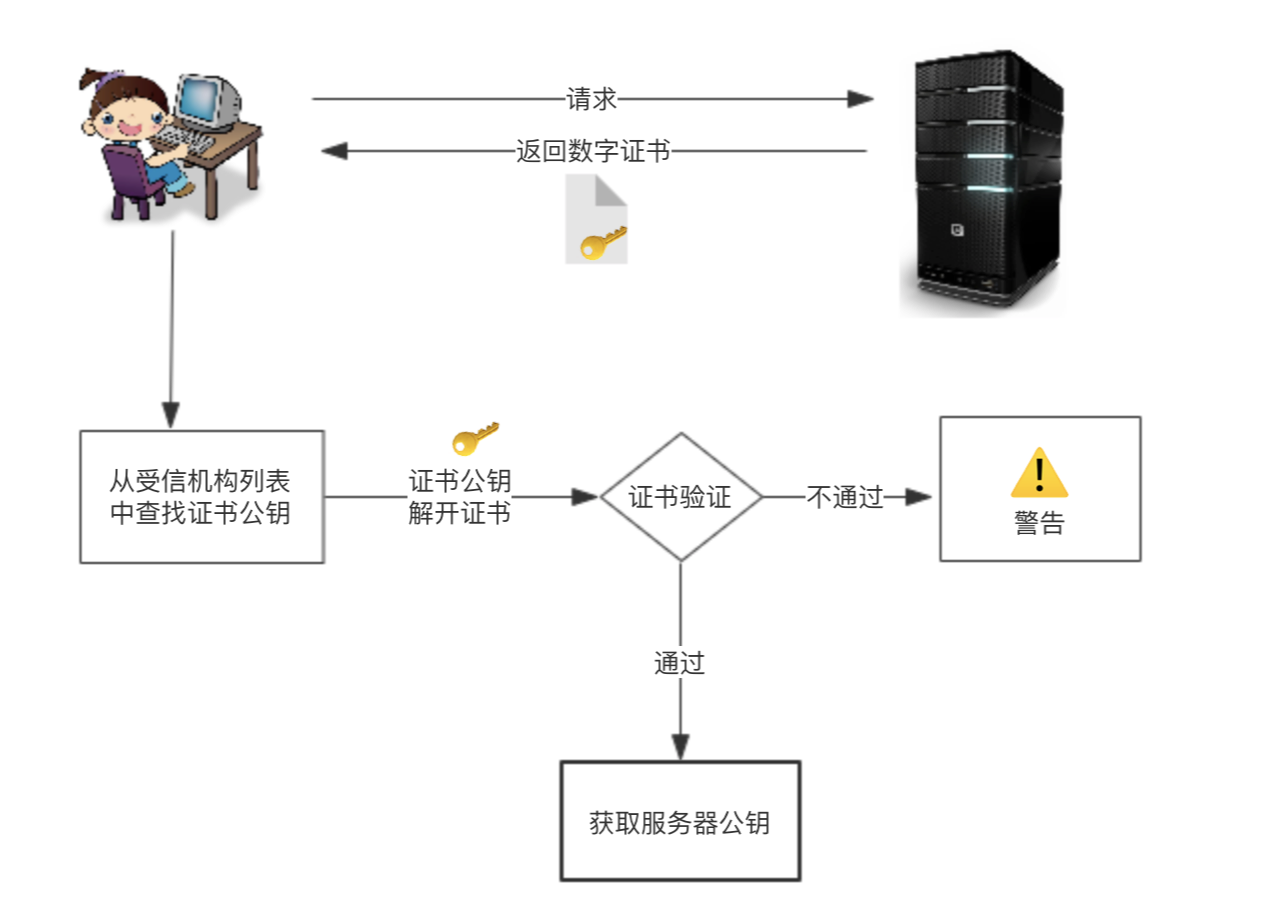 请求
返回数字证书
从受信机构列表
中查找证书公钥
证书公钥
解开证书
证书验证
不通过
警告
通过
获取服务器公钥